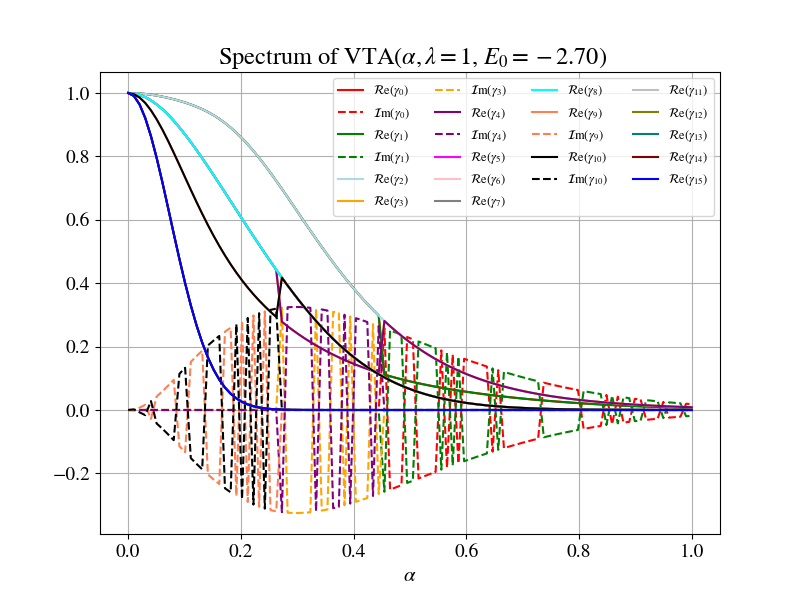 Spectrum of VTA(α, λ = 1, E₀ = −2.70)
ℛe(γ₀)
ℐm(γ₀)
ℛe(γ₁)
ℐm(γ₁)
ℛe(γ₂)
ℛe(γ₃)
ℐm(γ₃)
ℛe(γ₄)
ℐm(γ₄)
ℛe(γ₅)
ℛe(γ₆)
ℛe(γ₇)
ℛe(γ₈)
ℛe(γ₉)
ℐm(γ₉)
ℛe(γ₁₀)
ℐm(γ₁₀)
ℛe(γ₁₁)
ℛe(γ₁₂)
ℛe(γ₁₃)
ℛe(γ₁₄)
ℛe(γ₁₅)
1.0
0.8
0.6
0.4
0.2
0.0
−0.2
0.0 0.2 0.4 0.6 0.8 1.0
α